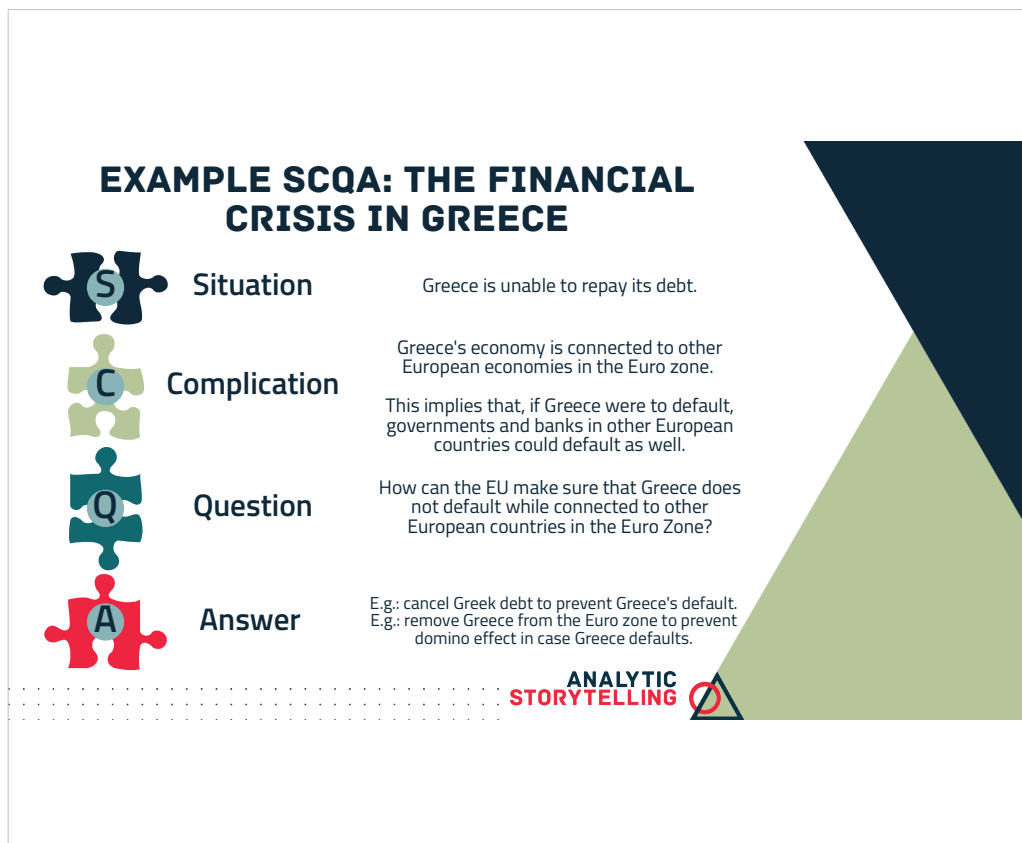 EXAMPLE SCQA: THE FINANCIAL
CRISIS IN GREECE
S
Situation
Greece is unable to repay its debt.
C
Complication
Greece's economy is connected to other
European economies in the Euro zone.
This implies that, if Greece were to default,
governments and banks in other European
countries could default as well.
Q
Question
How can the EU make sure that Greece does
not default while connected to other
European countries in the Euro Zone?
A
Answer
E.g.: cancel Greek debt to prevent Greece's default.
E.g.: remove Greece from the Euro zone to prevent
domino effect in case Greece defaults.
ANALYTIC
STORYTELLING